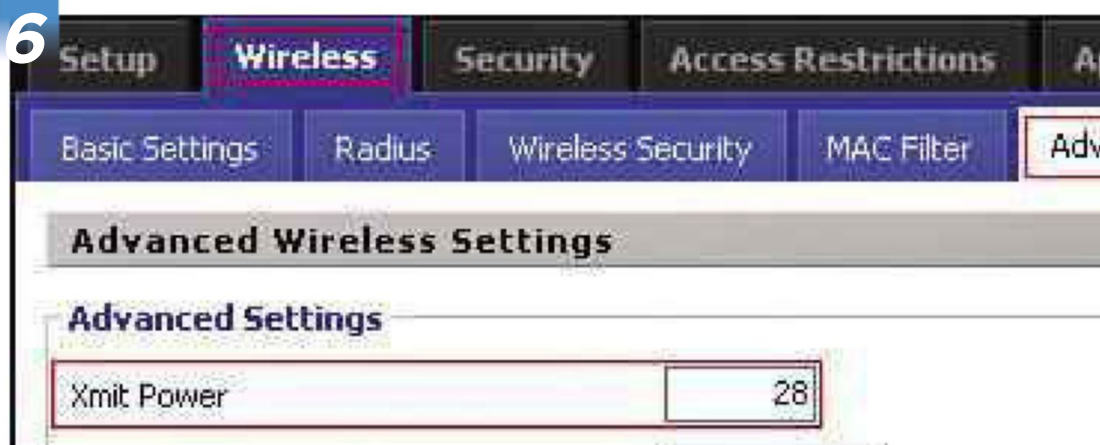 6
Setup Wireless Security Access Restrictions
Basic Settings Radius Wireless Security MAC Filter Adv
Advanced Wireless Settings
Advanced Settings
Xmit Power 28